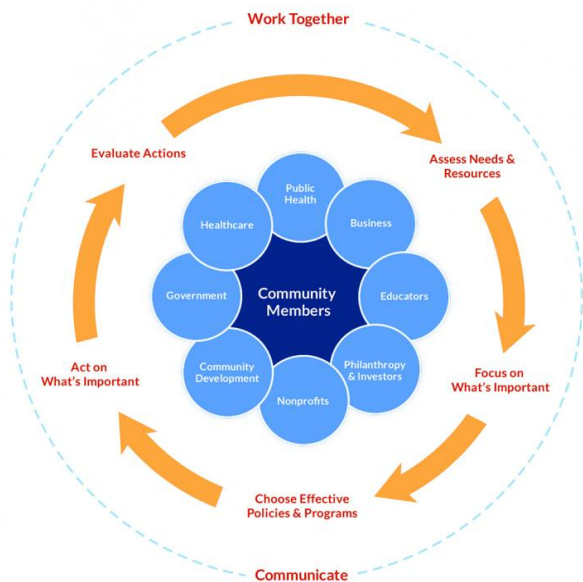 Work Together
Evaluate Actions
Assess Needs &
Resources
Public
Health
Healthcare
Business
Government
Community
Members
Educators
Act on
What's Important
Community
Development
Philanthropy
& Investors
Focus on
What's Important
Nonprofits
Choose Effective
Policies & Programs
Communicate